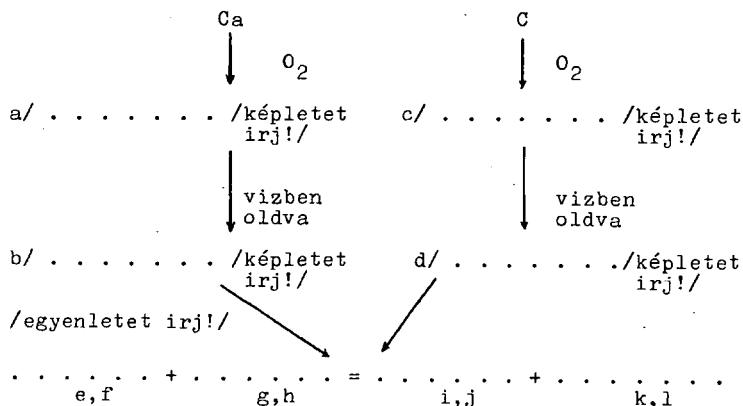 Ca C
O2 O2
a/ . . . . . . . /képletet irj!/ c/ . . . . . . . /képletet irj!/
vizben oldva vizben oldva
b/ . . . . . . . /képletet irj!/ d/ . . . . . . ./képletet irj!/
/egyenletet irj!/
. . . . . . + . . . . . . = . . . . . . + . . . . . . .
e,f g,h i,j k,l